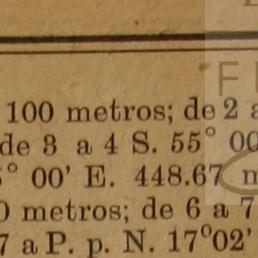 100 metros; de 2 a
de 3 a 4 S. 55° 00
° 00' E. 448.67 m
0 metros; de 6 a 7
7 a P. p. N. 17°02'